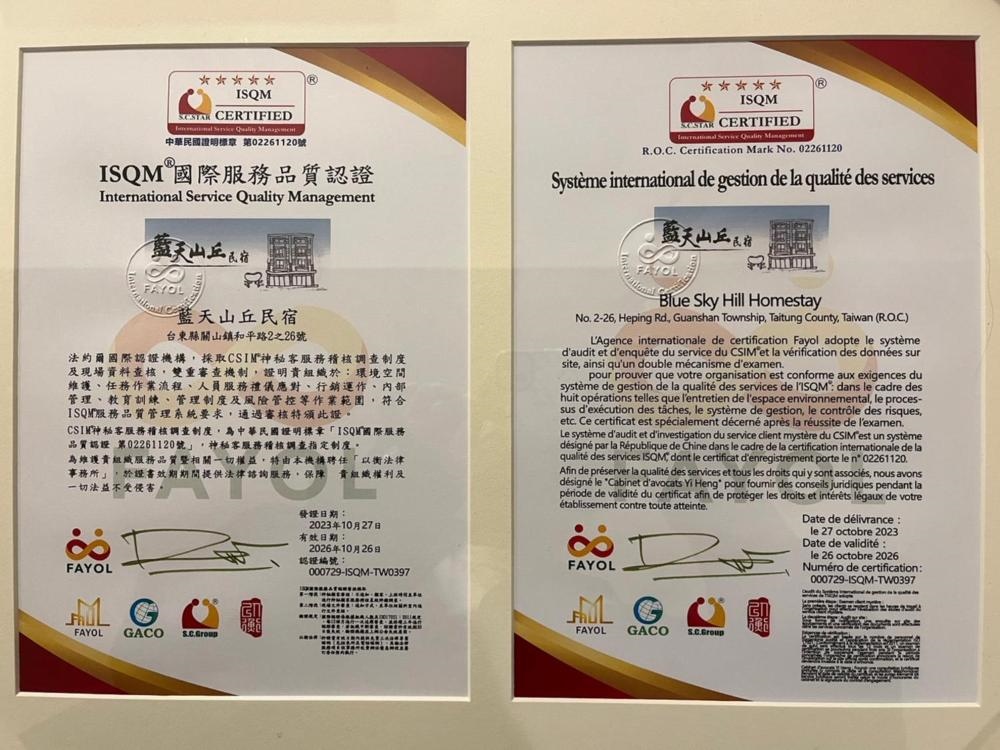 ISQM
S.C.STAR CERTIFIED
International Service Quality Management
®
中華民國證明標章 第02261120號
ISQM®國際服務品質認證
International Service Quality Management
藍天山丘民宿
FAYOL
International Certification
藍天山丘民宿
台東縣關山鎮和平路2之26號
法約爾國際認證機構，採取CSIM℠神秘客服務稽核調查制度
及現場資料查核，雙重審查機制，證明貴組織於：環境空間
維護、任務作業流程、人員服務禮儀應對、行銷運作、內部
管理、教育訓練、管理制度及風險管控等作業範圍，符合
ISQM服務品質管理系統要求，通過審核特頒此證。
CSIM℠神秘客服務稽核調查制度，為中華民國證明標章「ISQM國際服務
品質認證 第02261120號」，神秘客服務稽核調查指定制度。
為維護貴組織服務品質暨相關一切權益，特由本機構聘任「以衡法律
事務所」，於證書效期期間提供法律諮詢服務，保障 貴組織權利及
一切法益不受侵害。
FAYOL
發證日期：
2023年10月27日
有效日期：
2026年10月26日
認證編號：
000729-ISQM-TW0397
FAYOL
FAYOL
GACO
S.C.Group
ISQM
S.C.STAR CERTIFIED
International Service Quality Management
®
R.O.C. Certification Mark No. 02261120
Système international de gestion de la qualité des services
藍天山丘民宿
FAYOL
International Certification
Blue Sky Hill Homestay
No. 2-26, Heping Rd., Guanshan Township, Taitung County, Taiwan (R.O.C.)
L'Agence internationale de certification Fayol adopte le système
d'audit et d'enquête du service du CSIM℠et la vérification des données sur
site, ainsi qu'un double mécanisme d'examen.
pour prouver que votre organisation est conforme aux exigences du
système de gestion de la qualité des services de l'ISQM®: dans le cadre des
huit opérations telles que l'entretien de l'espace environnemental, le proces-
sus d'exécution des tâches, le système de gestion, le contrôle des risques,
etc. Ce certificat est spécialement décerné après la réussite de l'examen.
Le système d'audit et d'investigation du service client mystère du CSIM℠est un système
désigné par la République de Chine dans le cadre de la certification internationale de la
qualité des services ISQM®, dont le certificat d'enregistrement porte le n° 02261120.
Afin de préserver la qualité des services et tous les droits qui y sont associés, nous avons
désigné le "Cabinet d'avocats Yi Heng" pour fournir des conseils juridiques pendant la
période de validité du certificat afin de protéger les droits et intérêts légaux de votre
établissement contre toute atteinte.
FAYOL
Date de délivrance :
le 27 octobre 2023
Date de validité :
le 26 octobre 2026
Numéro de certification:
000729-ISQM-TW0397
FAYOL
FAYOL
GACO
S.C.Group